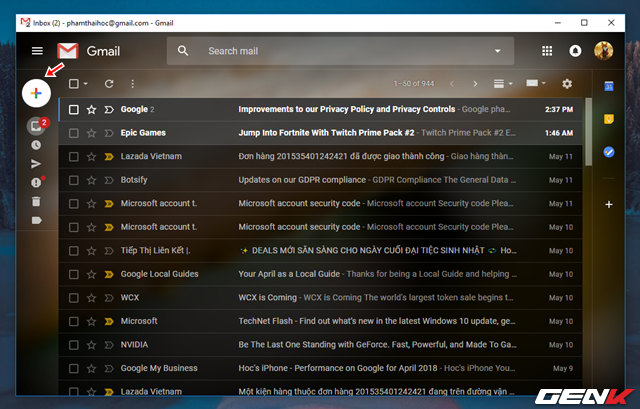 Inbox (2) - phamthaihoc@gmail.com - Gmail
Gmail
Search mail
1–50 of 944
2
Google 2 Improvements to our Privacy Policy and Privacy Controls - Google pha… 2:37 PM
Epic Games Jump Into Fortnite With Twitch Prime Pack #2 - Twitch Prime Pack #2 E… 1:46 AM
Lazada Vietnam Đơn hàng 201535401242421 đã được giao thành công - Giao hàng thàn… May 11
Botsify Updates on our GDPR compliance - GDPR Compliance The General Data … May 11
Microsoft account t. Microsoft account security code - Microsoft account Security code Plea… May 11
Microsoft account t. Microsoft account security code - Microsoft account Security code Plea… May 11
Tiếp Thị Liên Kết |. DEALS MỚI SẴN SÀNG CHO NGÀY CUỐI ĐẠI TIỆC SINH NHẬT Ho… May 10
Google Local Guides Your April as a Local Guide - Thanks for being a Local Guide and helping … May 10
WCX WCX is Coming - WCX is Coming The world's largest token sale begins t… May 10
Microsoft TechNet Flash - Find out what's new in the latest Windows 10 update, ge… May 10
NVIDIA Be The Last One Standing with GeForce. Fast, Powerful, and Made To Ga… May 10
Google My Business Hoc's iPhone - Performance on Google for April 2018 - Hoc's iPhone… May 9
Lazada Vietnam Một kiện hàng thuộc đơn hàng 201535401242421 đang trên đường vận…
GENK